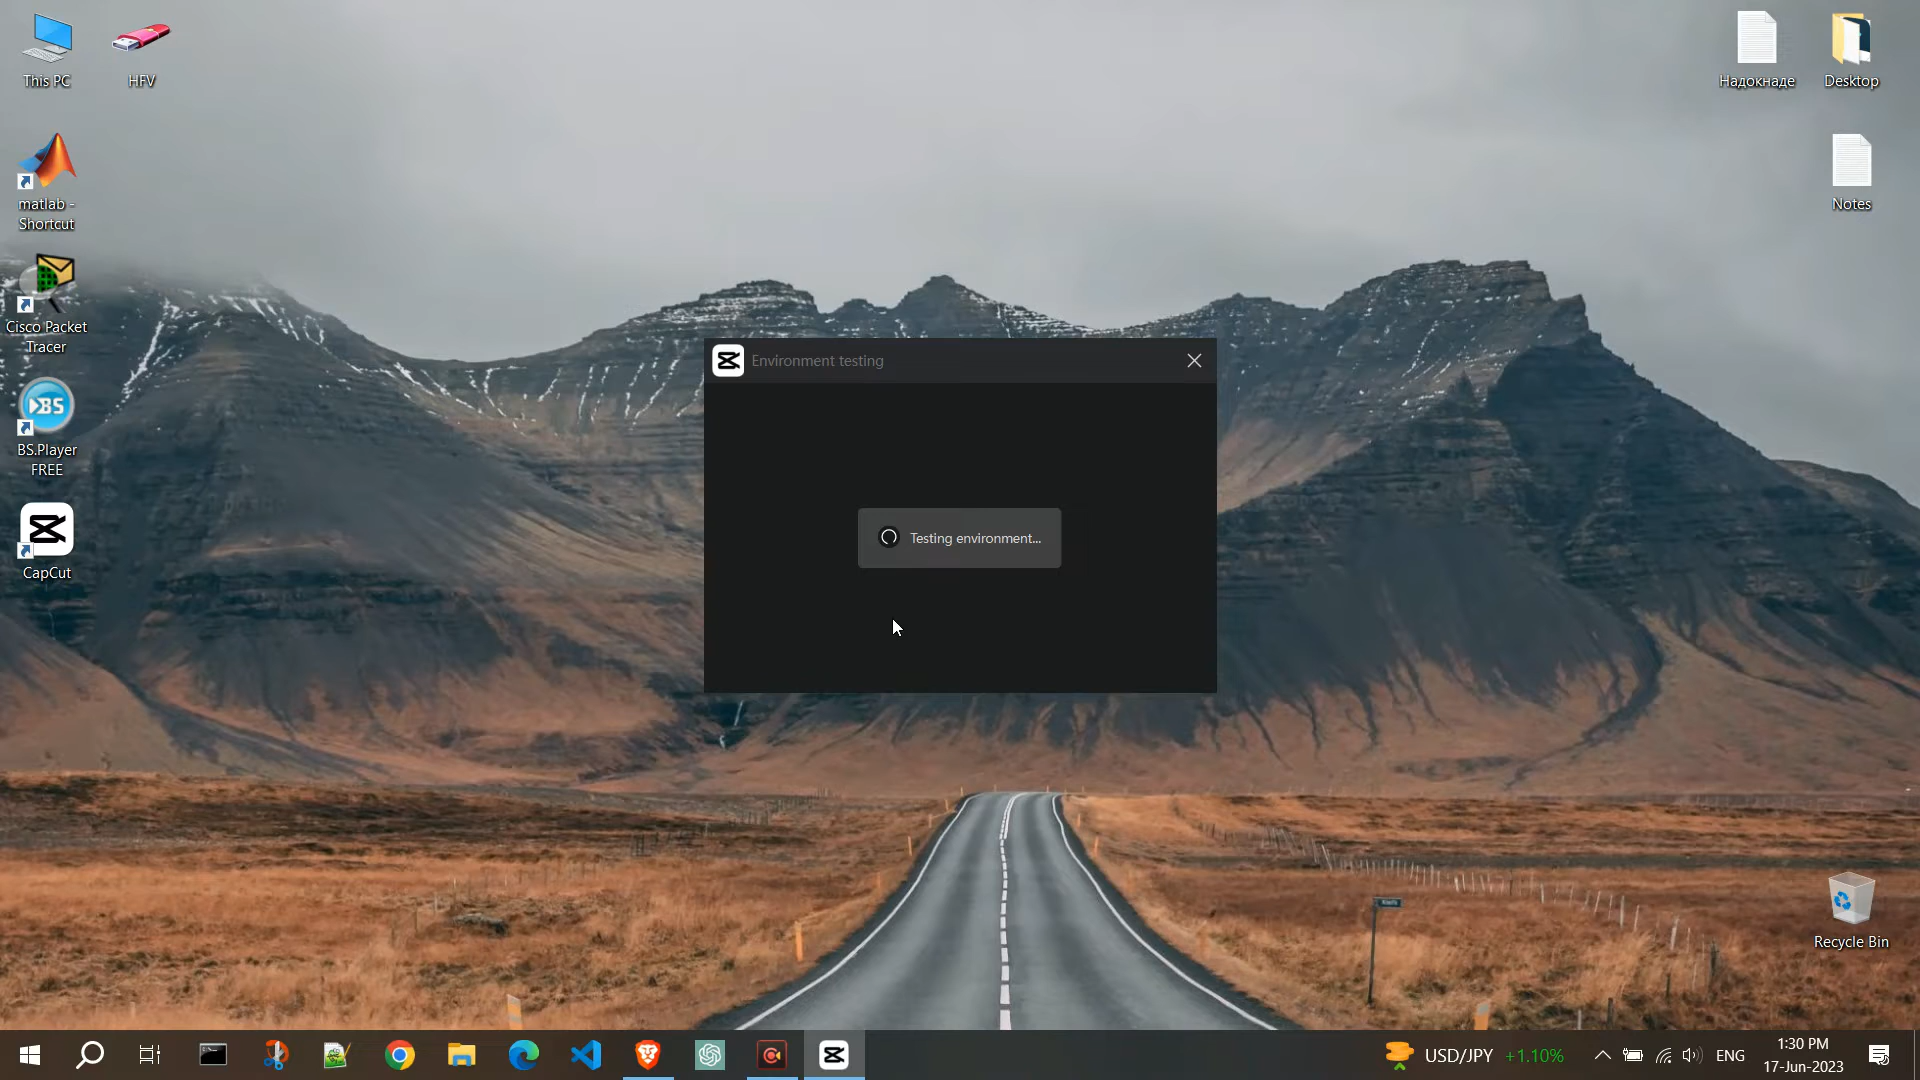 This PC
HFV
matlab -
Shortcut
Cisco Packet
Tracer
BS.Player
FREE
CapCut
Надокнаде
Desktop
Notes
Environment testing
Testing environment...
Recycle Bin
USD/JPY +1.10%
ENG
1:30 PM
17-Jun-2023